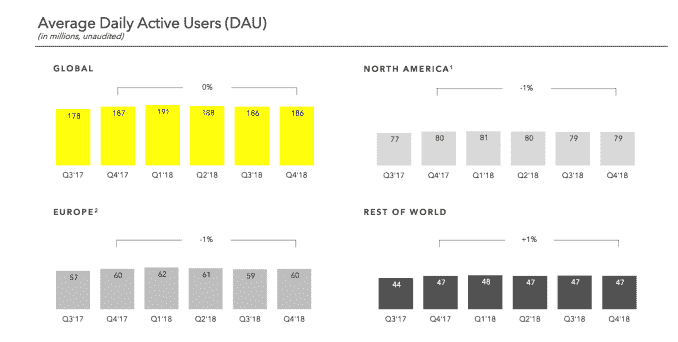 Average Daily Active Users (DAU)
(in millions, unaudited)
GLOBAL
0%
178 187 191 188 186 186
Q3'17 Q4'17 Q1'18 Q2'18 Q3'18 Q4'18
NORTH AMERICA¹
-1%
77 80 81 80 79 79
Q3'17 Q4'17 Q1'18 Q2'18 Q3'18 Q4'18
EUROPE²
-1%
57 60 62 61 59 60
Q3'17 Q4'17 Q1'18 Q2'18 Q3'18 Q4'18
REST OF WORLD
+1%
44 47 48 47 47 47
Q3'17 Q4'17 Q1'18 Q2'18 Q3'18 Q4'18